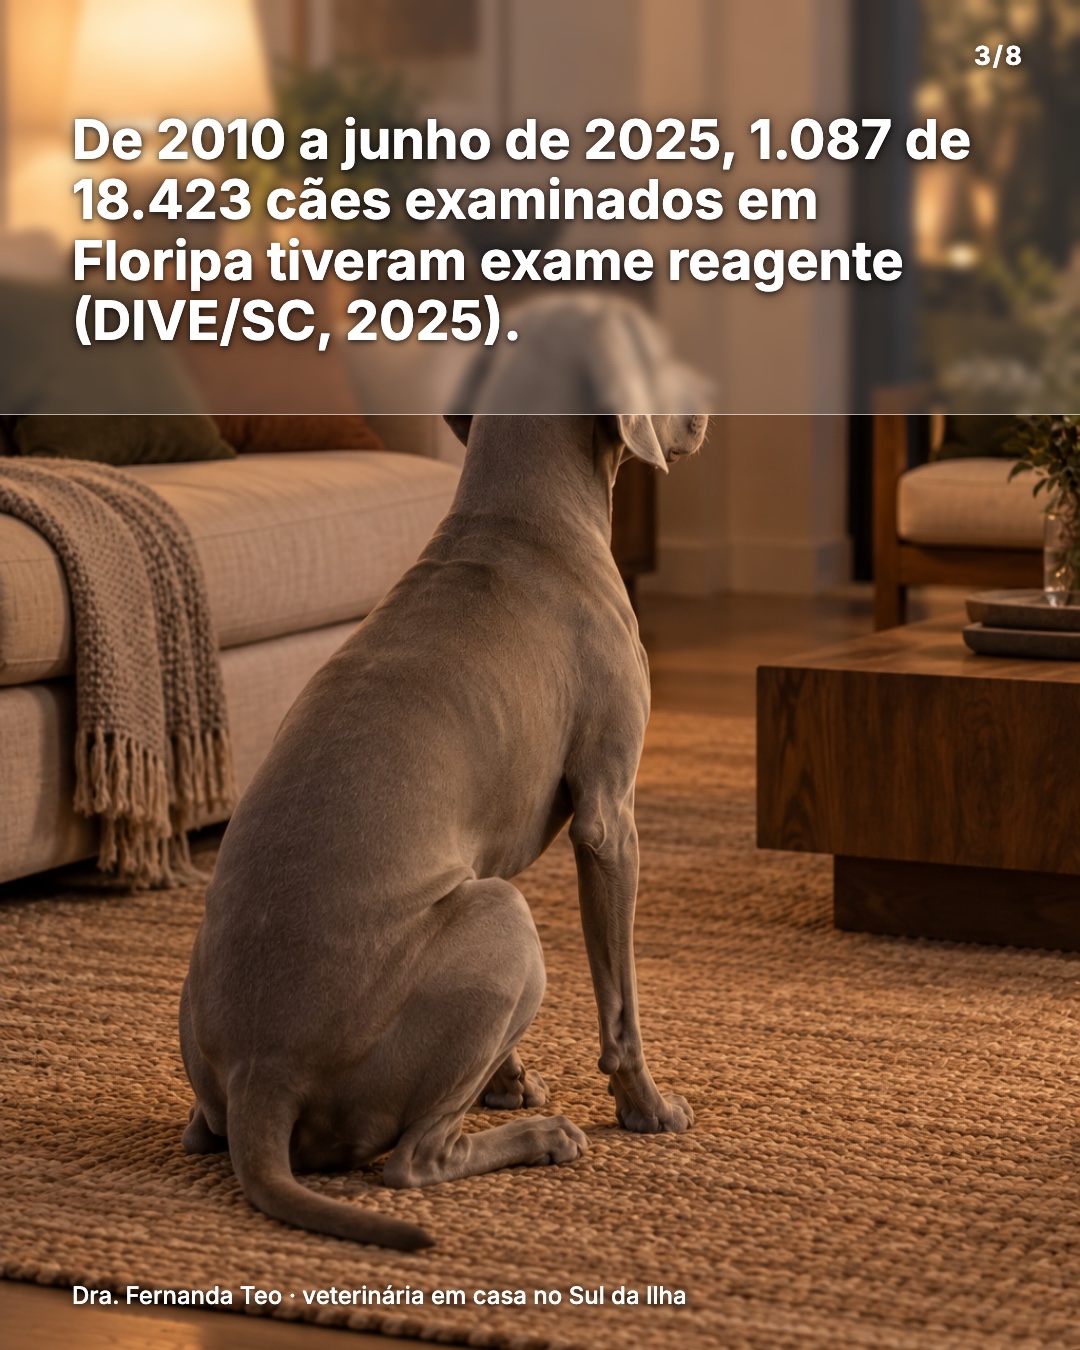 3/8
De 2010 a junho de 2025, 1.087 de
18.423 cães examinados em
Floripa tiveram exame reagente
(DIVE/SC, 2025).
Dra. Fernanda Teo · veterinária em casa no Sul da Ilha